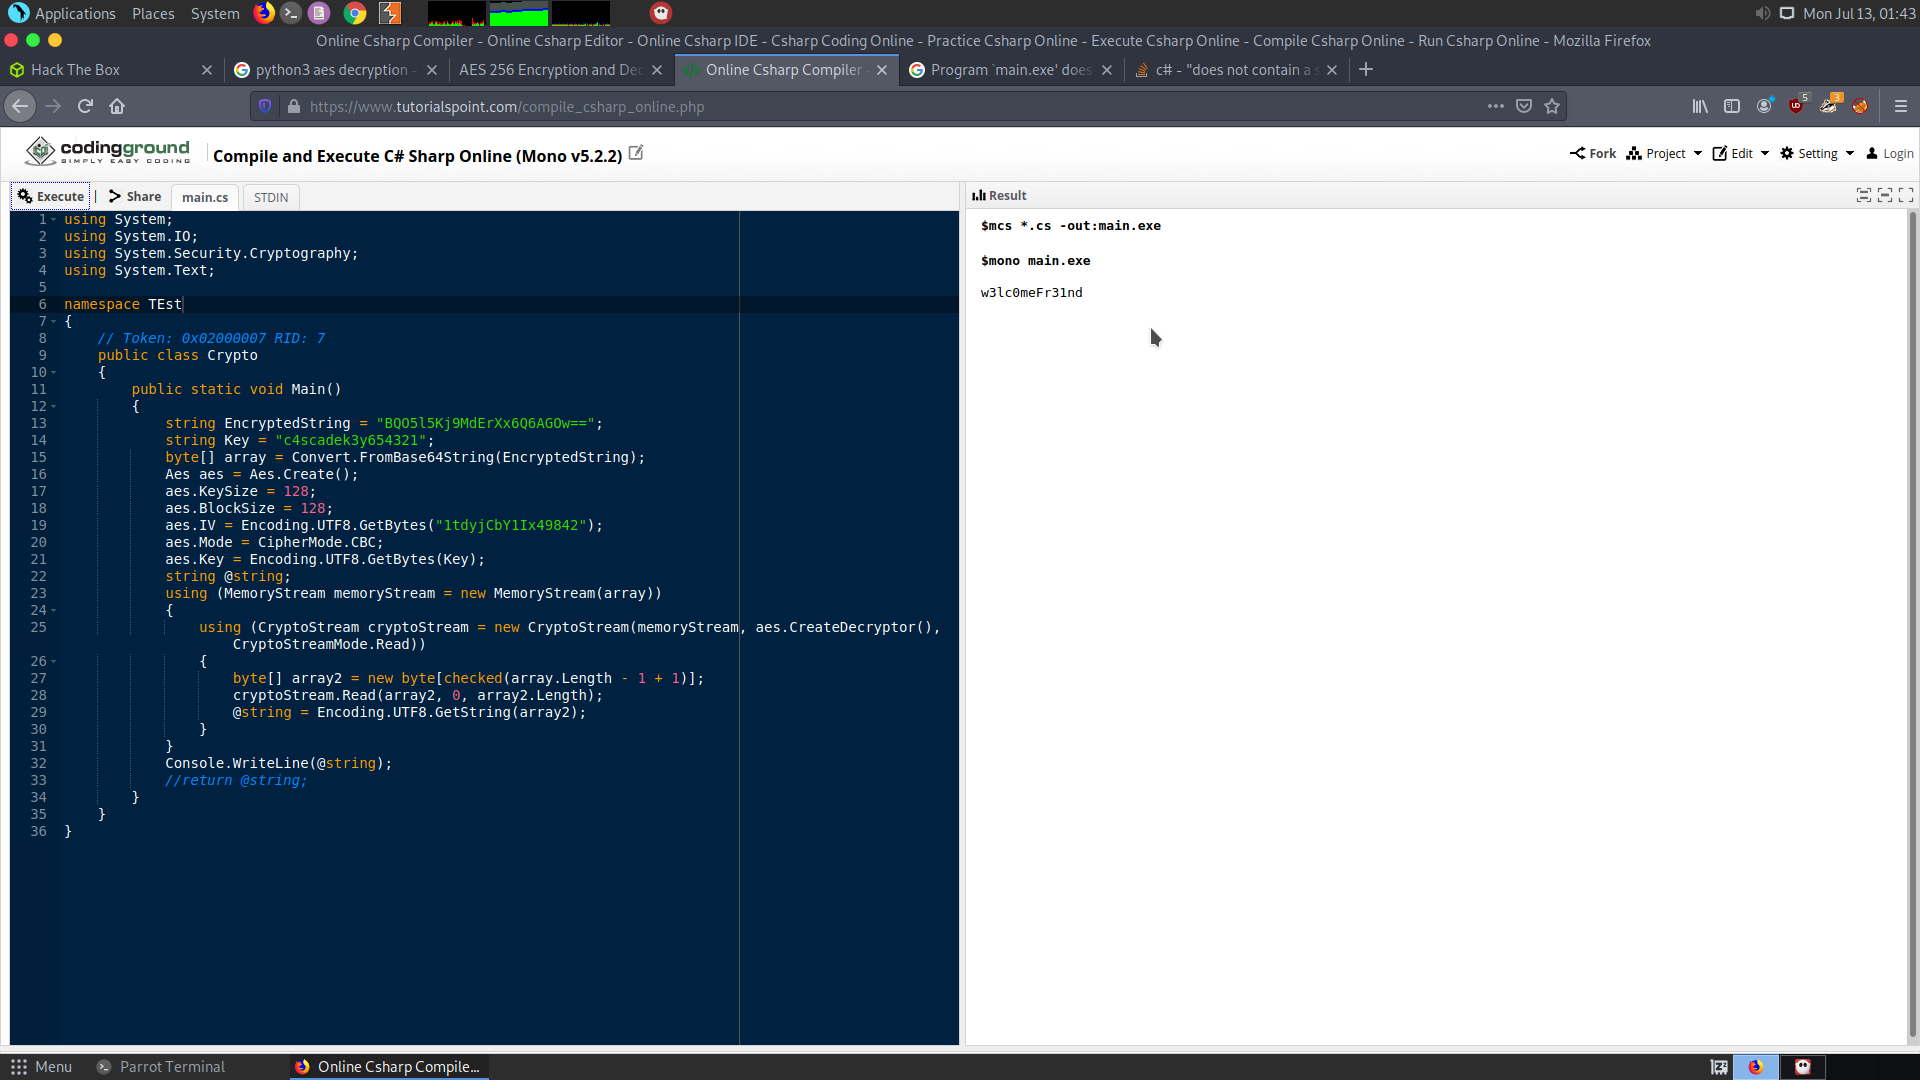 Applications Places System Mon Jul 13, 01:43
Online Csharp Compiler - Online Csharp Editor - Online Csharp IDE - Csharp Coding Online - Practice Csharp Online - Execute Csharp Online - Compile Csharp Online - Run Csharp Online - Mozilla Firefox
Hack The Box python3 aes decryption - AES 256 Encryption and Dec Online Csharp Compiler - Program `main.exe' does c# - "does not contain a s
https://www.tutorialspoint.com/compile_csharp_online.php 5 3
codingground
SIMPLY EASY CODING
Compile and Execute C# Sharp Online (Mono v5.2.2)
Fork Project Edit Setting Login
Execute | Share main.cs STDIN
1 using System;
2 using System.IO;
3 using System.Security.Cryptography;
4 using System.Text;
5
6 namespace TEst
7 {
8 // Token: 0x02000007 RID: 7
9 public class Crypto
10 {
11 public static void Main()
12 {
13 string EncryptedString = "BQO5l5Kj9MdErXx6Q6AGOw==";
14 string Key = "c4scadek3y654321";
15 byte[] array = Convert.FromBase64String(EncryptedString);
16 Aes aes = Aes.Create();
17 aes.KeySize = 128;
18 aes.BlockSize = 128;
19 aes.IV = Encoding.UTF8.GetBytes("1tdyjCbY1Ix49842");
20 aes.Mode = CipherMode.CBC;
21 aes.Key = Encoding.UTF8.GetBytes(Key);
22 string @string;
23 using (MemoryStream memoryStream = new MemoryStream(array))
24 {
25 using (CryptoStream cryptoStream = new CryptoStream(memoryStream, aes.CreateDecryptor(),
CryptoStreamMode.Read))
26 {
27 byte[] array2 = new byte[checked(array.Length - 1 + 1)];
28 cryptoStream.Read(array2, 0, array2.Length);
29 @string = Encoding.UTF8.GetString(array2);
30 }
31 }
32 Console.WriteLine(@string);
33 //return @string;
34 }
35 }
36 }
Result
$mcs *.cs -out:main.exe
$mono main.exe
w3lc0meFr31nd
Menu Parrot Terminal Online Csharp Compile...